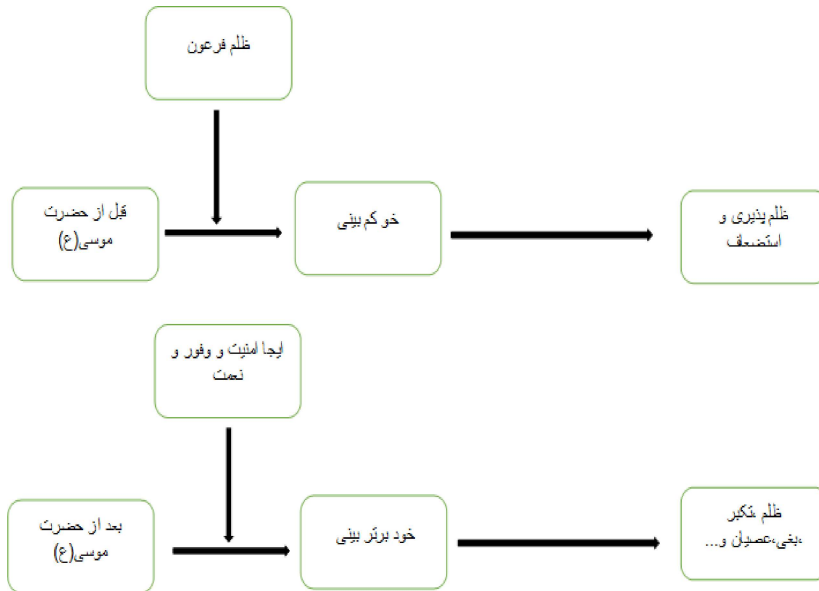 ظلم فرعون
قبل از حضرت
موسی(ع)
خو کم بینی
ظلم پذیری و
استضعاف
ایجا امنیت و وفور و
نعمت
بعد از حضرت
موسی(ع)
خود برتر بینی
ظلم ،تکبر
،بغی،عصیان و...